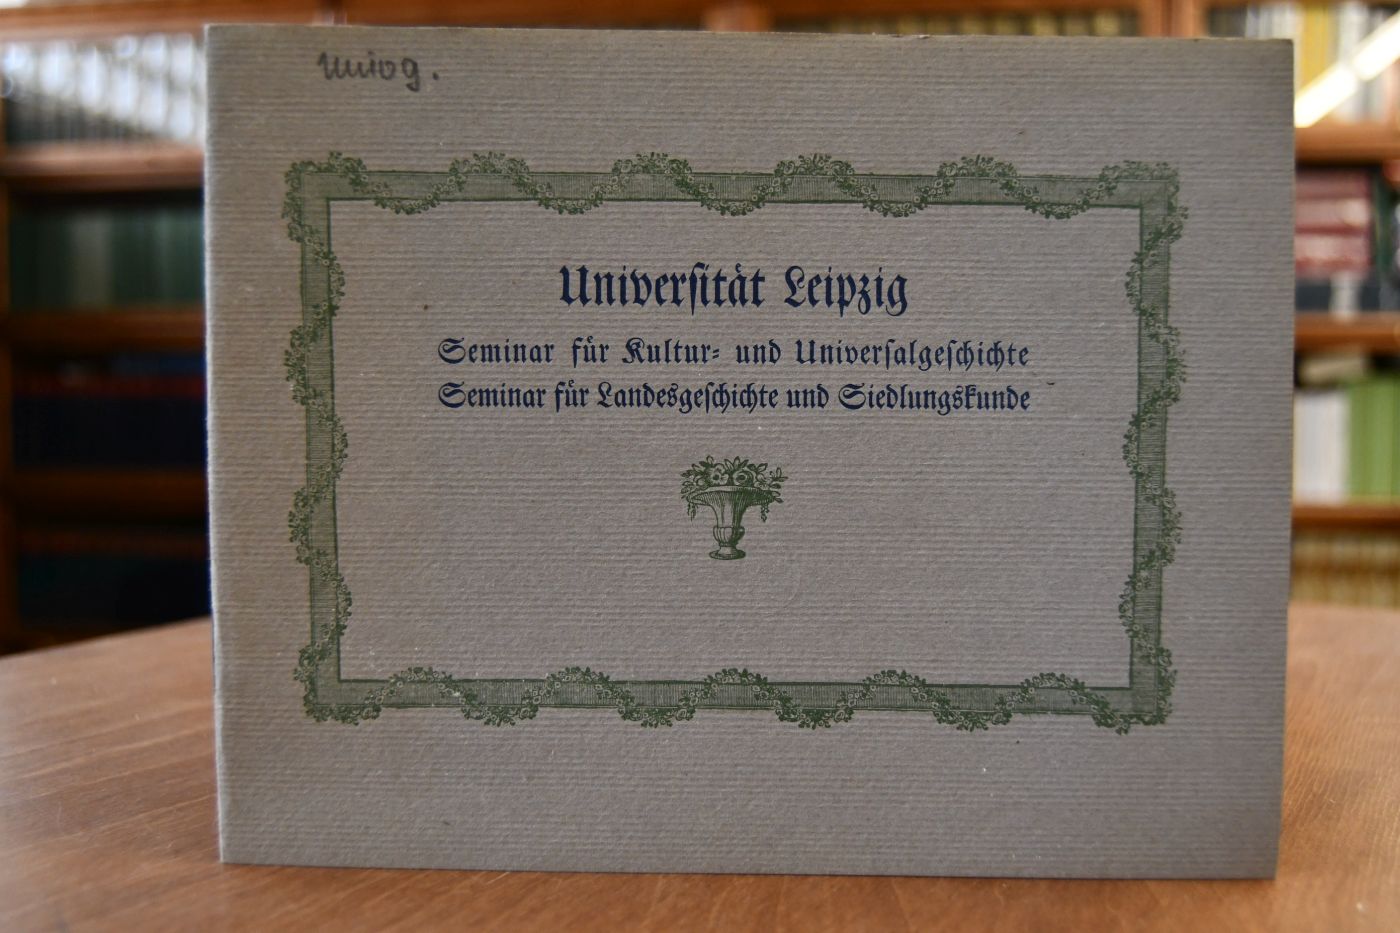 Universität Leipzig
Seminar für Kultur- und Universalgeschichte
Seminar für Landesgeschichte und Siedlungskunde